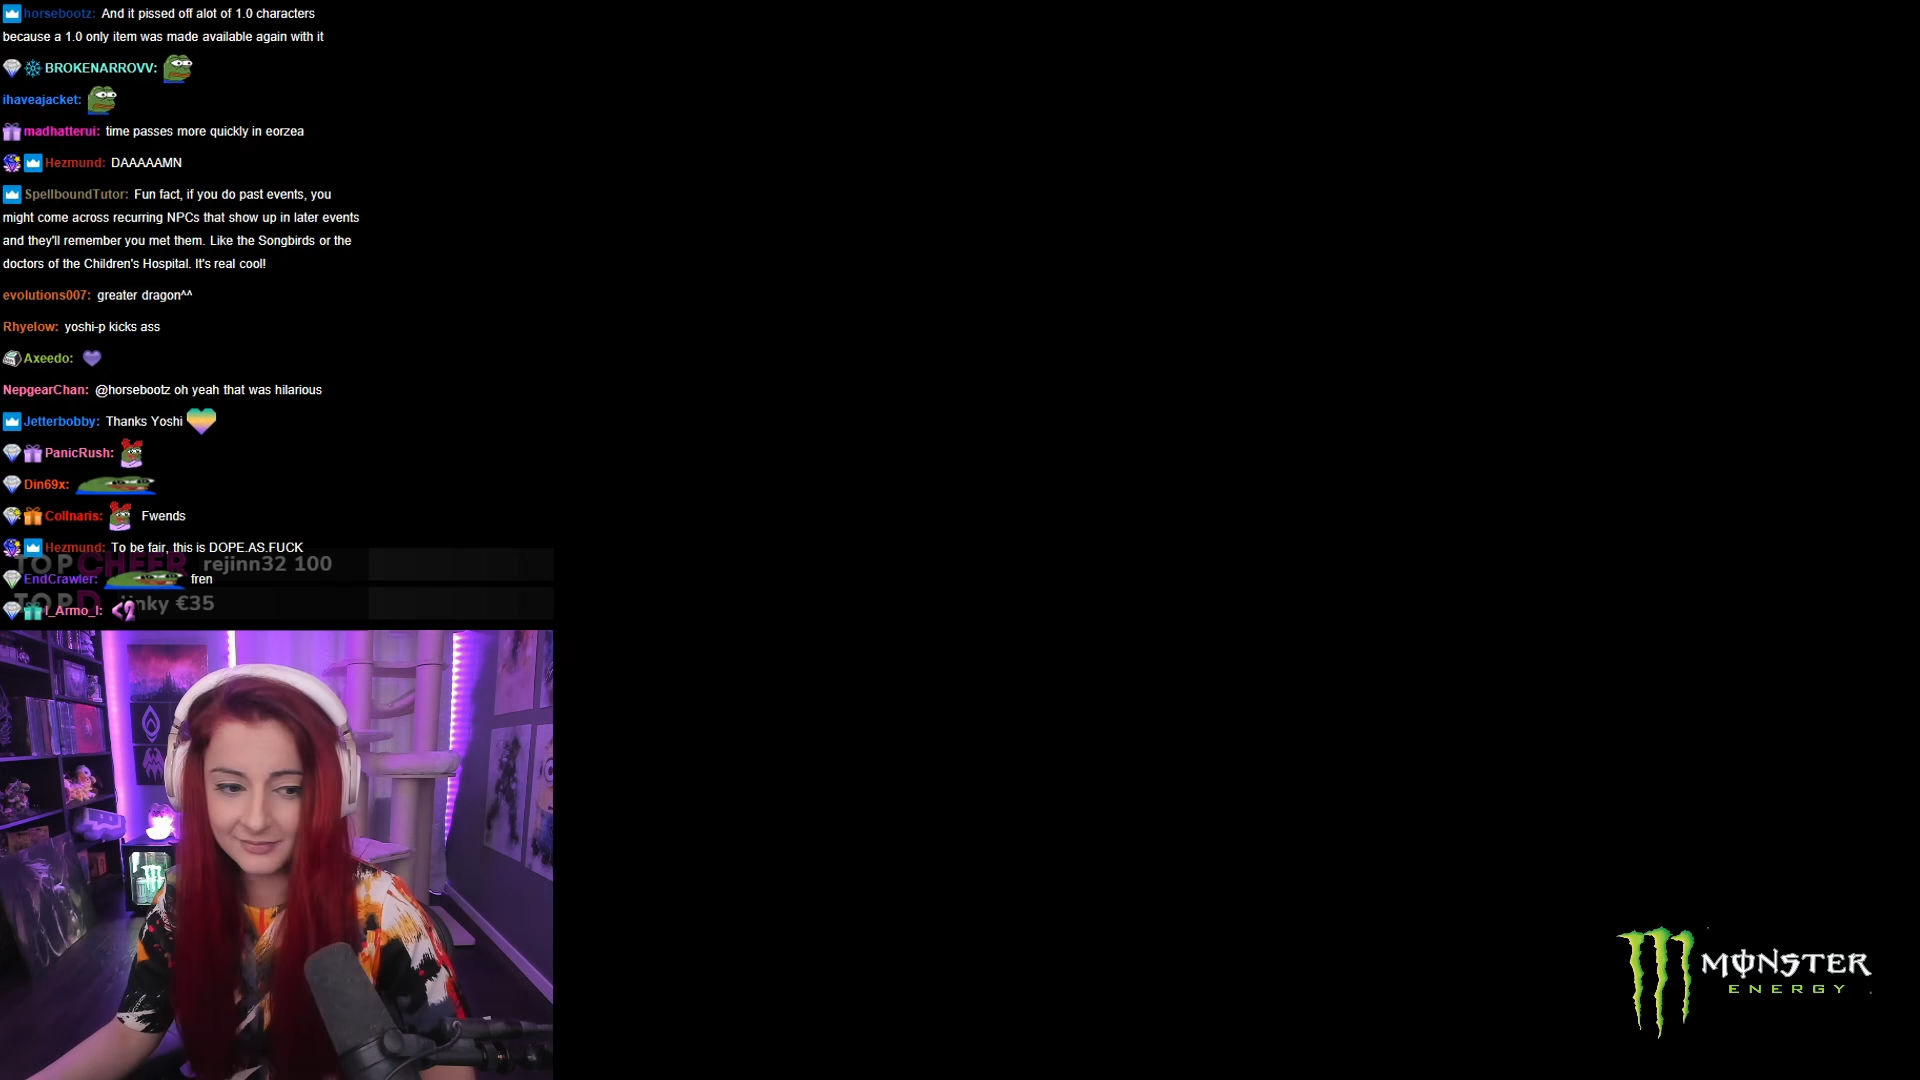 horsebootz: And it pissed off alot of 1.0 characters
because a 1.0 only item was made available again with it
BROKENARROVV:
ihaveajacket:
madhatterui: time passes more quickly in eorzea
Hezmund: DAAAAAMN
SpellboundTutor: Fun fact, if you do past events, you
might come across recurring NPCs that show up in later events
and they'll remember you met them. Like the Songbirds or the
doctors of the Children's Hospital. It's real cool!
evolutions007: greater dragon^^
Rhyelow: yoshi-p kicks ass
Axeedo:
NepgearChan: @horsebootz oh yeah that was hilarious
Jetterbobby: Thanks Yoshi
PanicRush:
Din69x:
Collnaris: Fwends
Hezmund: To be fair, this is DOPE.AS.FUCK
TOP CHEER rejinn32 100
EndCrawler: fren
TOP D inky €35
I_Armo_I: <3
MONSTER
ENERGY